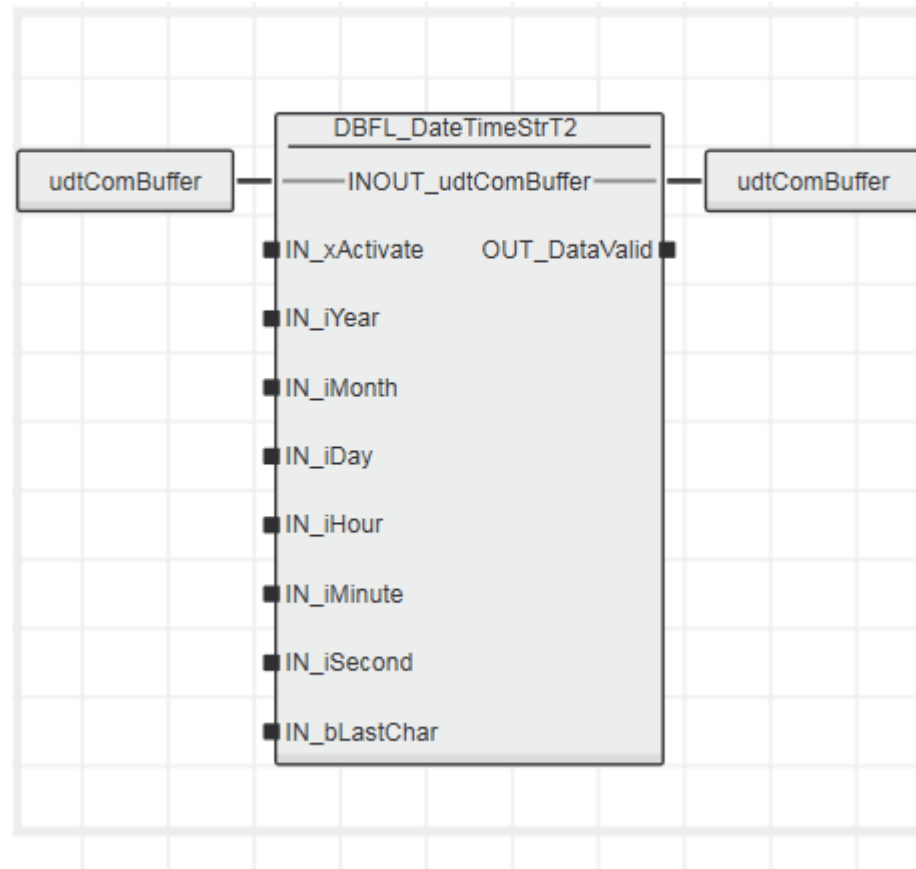 DBFL_DateTimeStrT2
udtComBuffer INOUT_udtComBuffer udtComBuffer
IN_xActivate OUT_DataValid
IN_iYear
IN_iMonth
IN_iDay
IN_iHour
IN_iMinute
IN_iSecond
IN_bLastChar